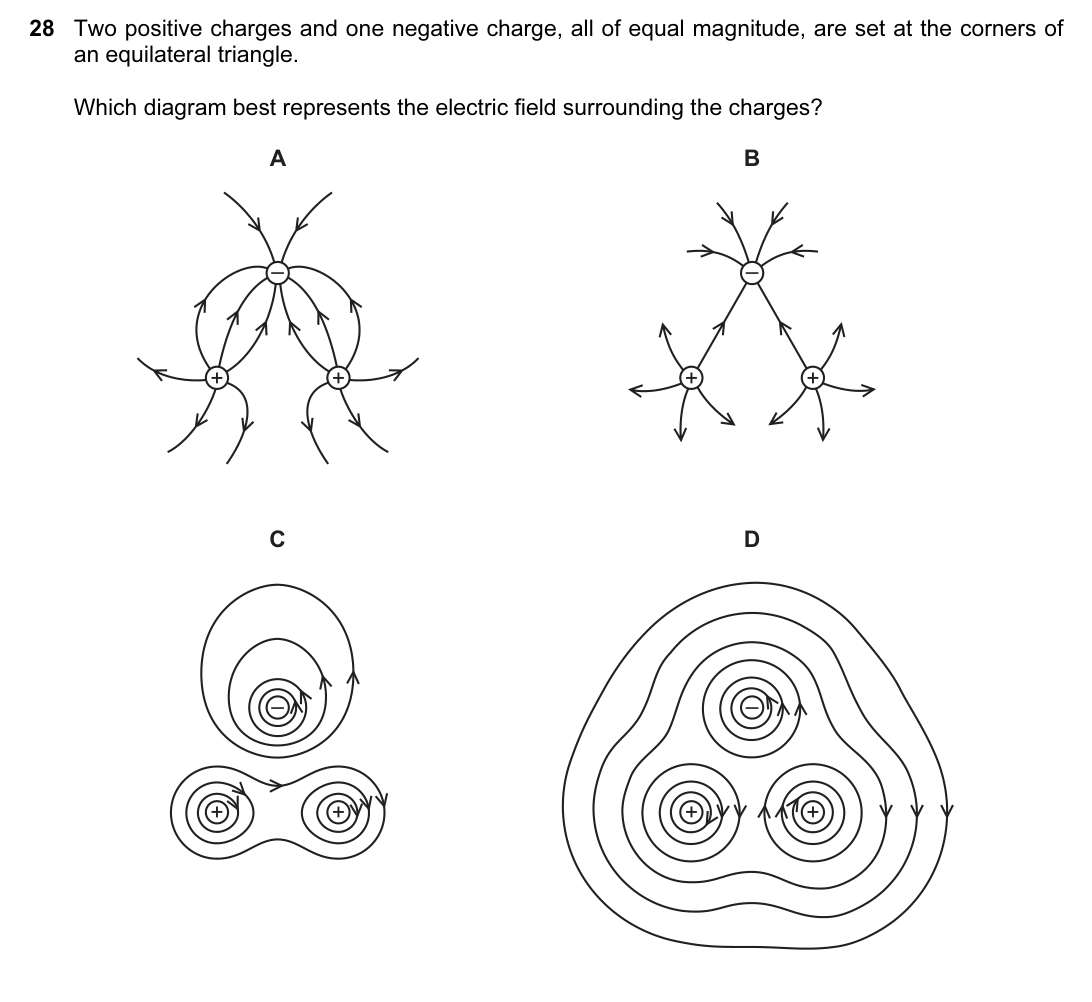 28 Two positive charges and one negative charge, all of equal magnitude, are set at the corners of
an equilateral triangle.
Which diagram best represents the electric field surrounding the charges?
A B
−
−
+ +
+ +
C D
−
−
+ +
+ +